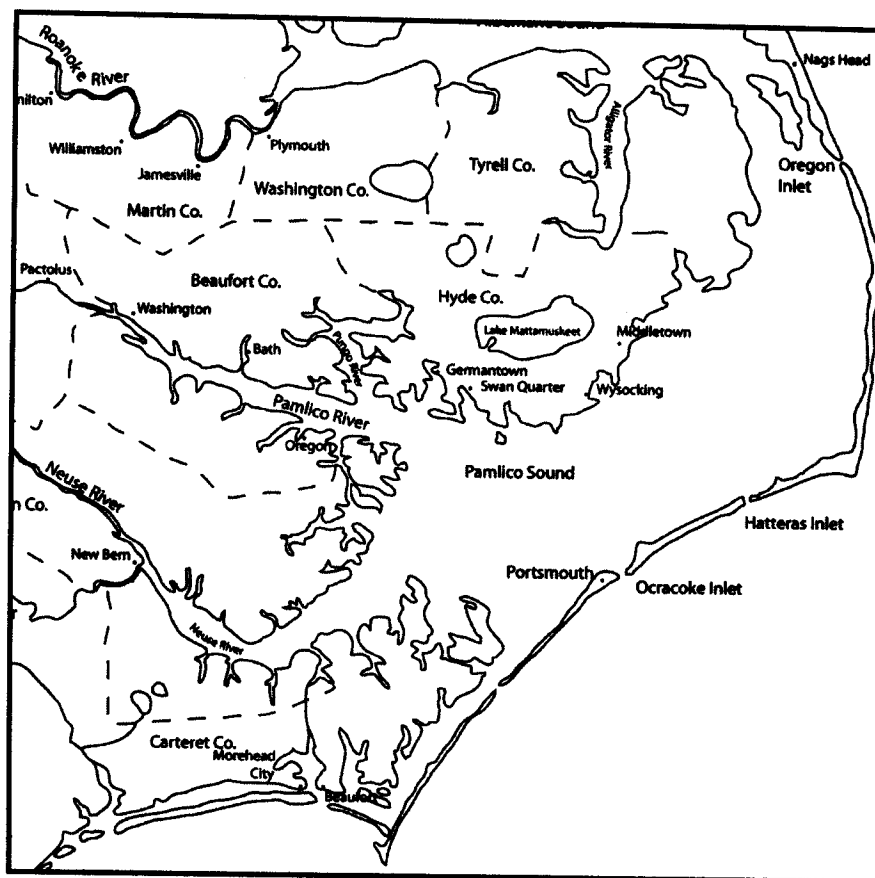 Roanoke
River
Nags Head
Williamston
Plymouth
Jamesville
Alligator River
Tyrell Co.
Washington Co.
Oregon
Inlet
Martin Co.
Pactolus
Beaufort Co.
Washington
Hyde Co.
Lake Mattamuskeet
Middletown
Bath
Pungo River
Germantown
Swan Quarter
Wysocking
Pamlico River
Oregon
Pamlico Sound
Neuse River
n Co.
Hatteras Inlet
New Bern
Portsmouth
Ocracoke Inlet
Neuse River
Carteret Co.
Morehead
City
Beaufort